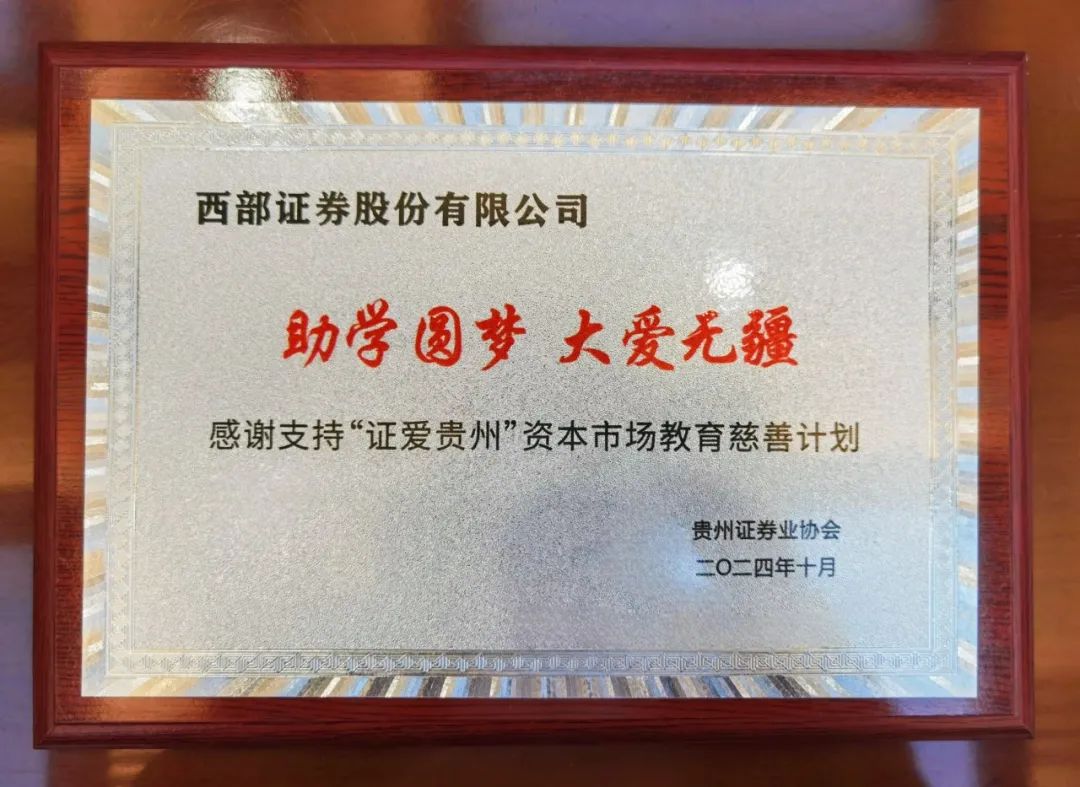 西部证券股份有限公司
助学圆梦 大爱无疆
感谢支持“证爱贵州”资本市场教育慈善计划
贵州证券业协会
二〇二四年十月